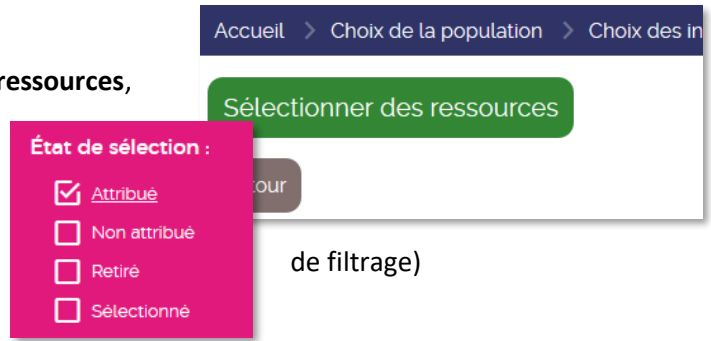 Accueil > Choix de la population > Choix des in
ressources,
Sélectionner des ressources
État de sélection :
Attribué
Non attribué
Retiré
Sélectionné
tour
de filtrage)